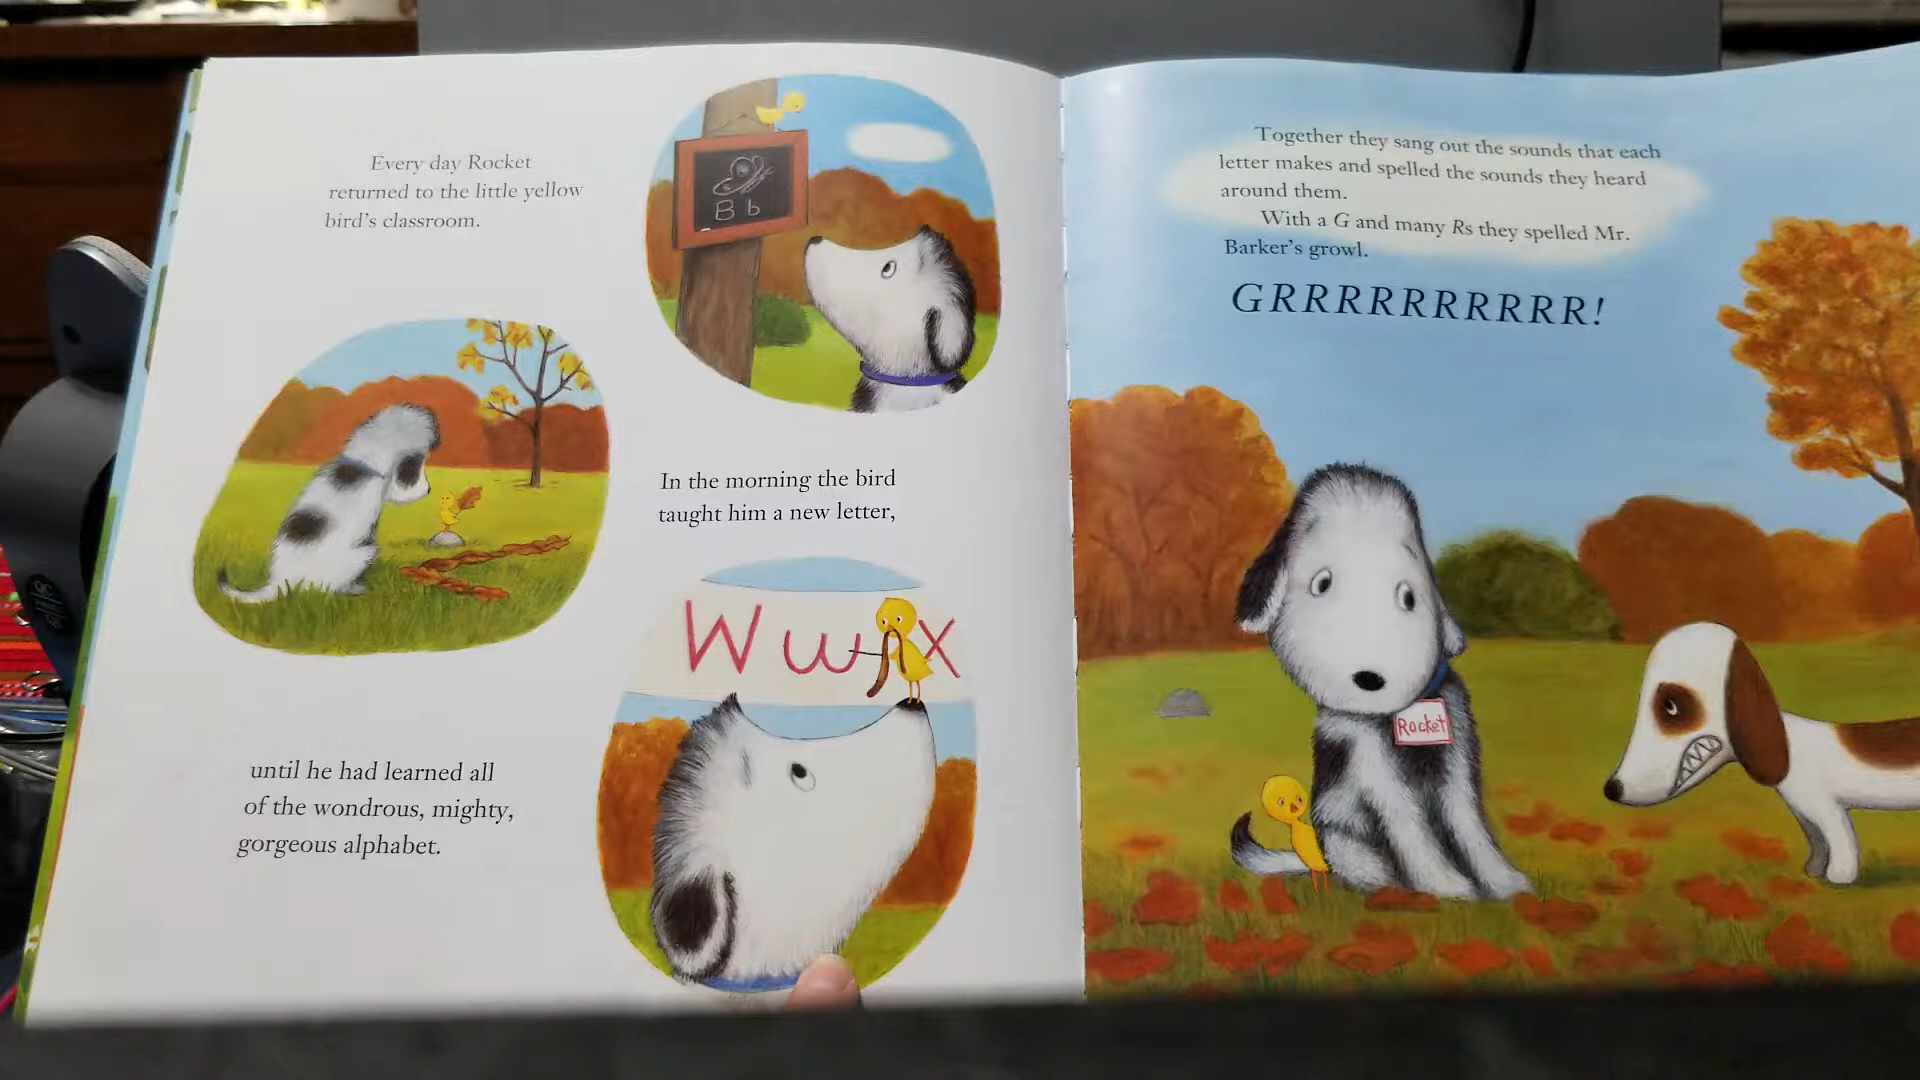 Every day Rocket
returned to the little yellow
bird's classroom.
B b
In the morning the bird
taught him a new letter,
W w X
until he had learned all
of the wondrous, mighty,
gorgeous alphabet.
Together they sang out the sounds that each
letter makes and spelled the sounds they heard
around them.
With a G and many Rs they spelled Mr.
Barker's growl.
GRRRRRRRRRR!
Rocket